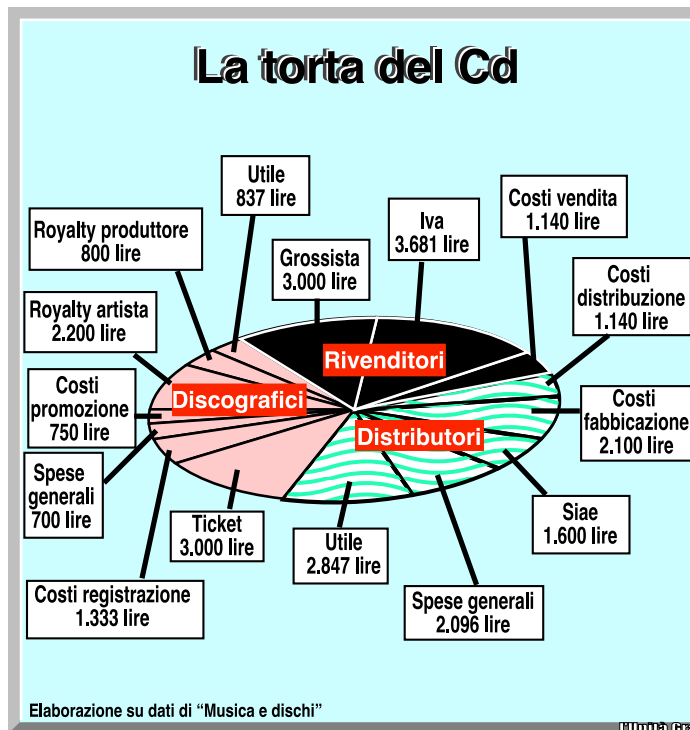 La torta del Cd
Utile
837 lire
Royalty produttore
800 lire
Grossista
3.000 lire
Iva
3.681 lire
Costi vendita
1.140 lire
Costi
distribuzione
1.140 lire
Royalty artista
2.200 lire
Rivenditori
Costi
promozione
750 lire
Discografici
Costi
fabbicazione
2.100 lire
Distributori
Spese
generali
700 lire
Ticket
3.000 lire
Utile
2.847 lire
Siae
1.600 lire
Costi registrazione
1.333 lire
Spese generali
2.096 lire
Elaborazione su dati di “Musica e dischi”